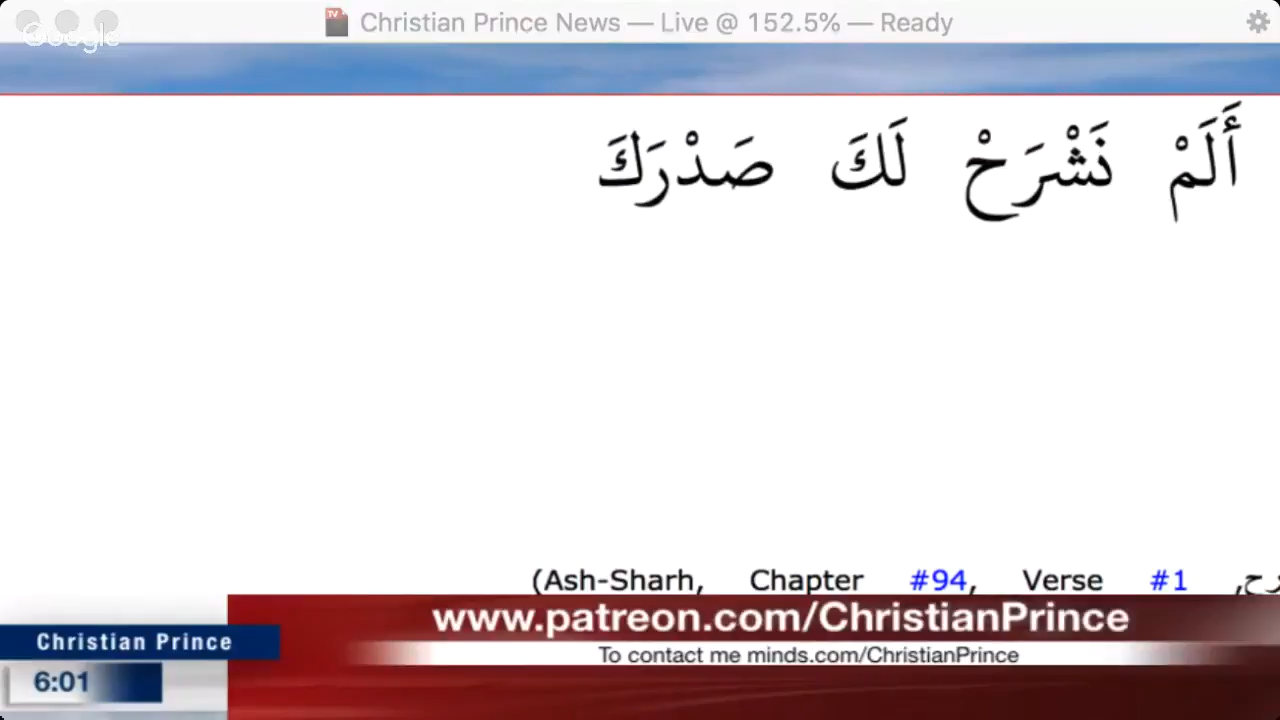 Christian Prince News — Live @ 152.5% — Ready
Google
أَلَمْ نَشْرَحْ لَكَ صَدْرَكَ
(Ash-Sharh, Chapter #94, Verse #1 ,
www.patreon.com/ChristianPrince
Christian Prince
To contact me minds.com/ChristianPrince
6:01